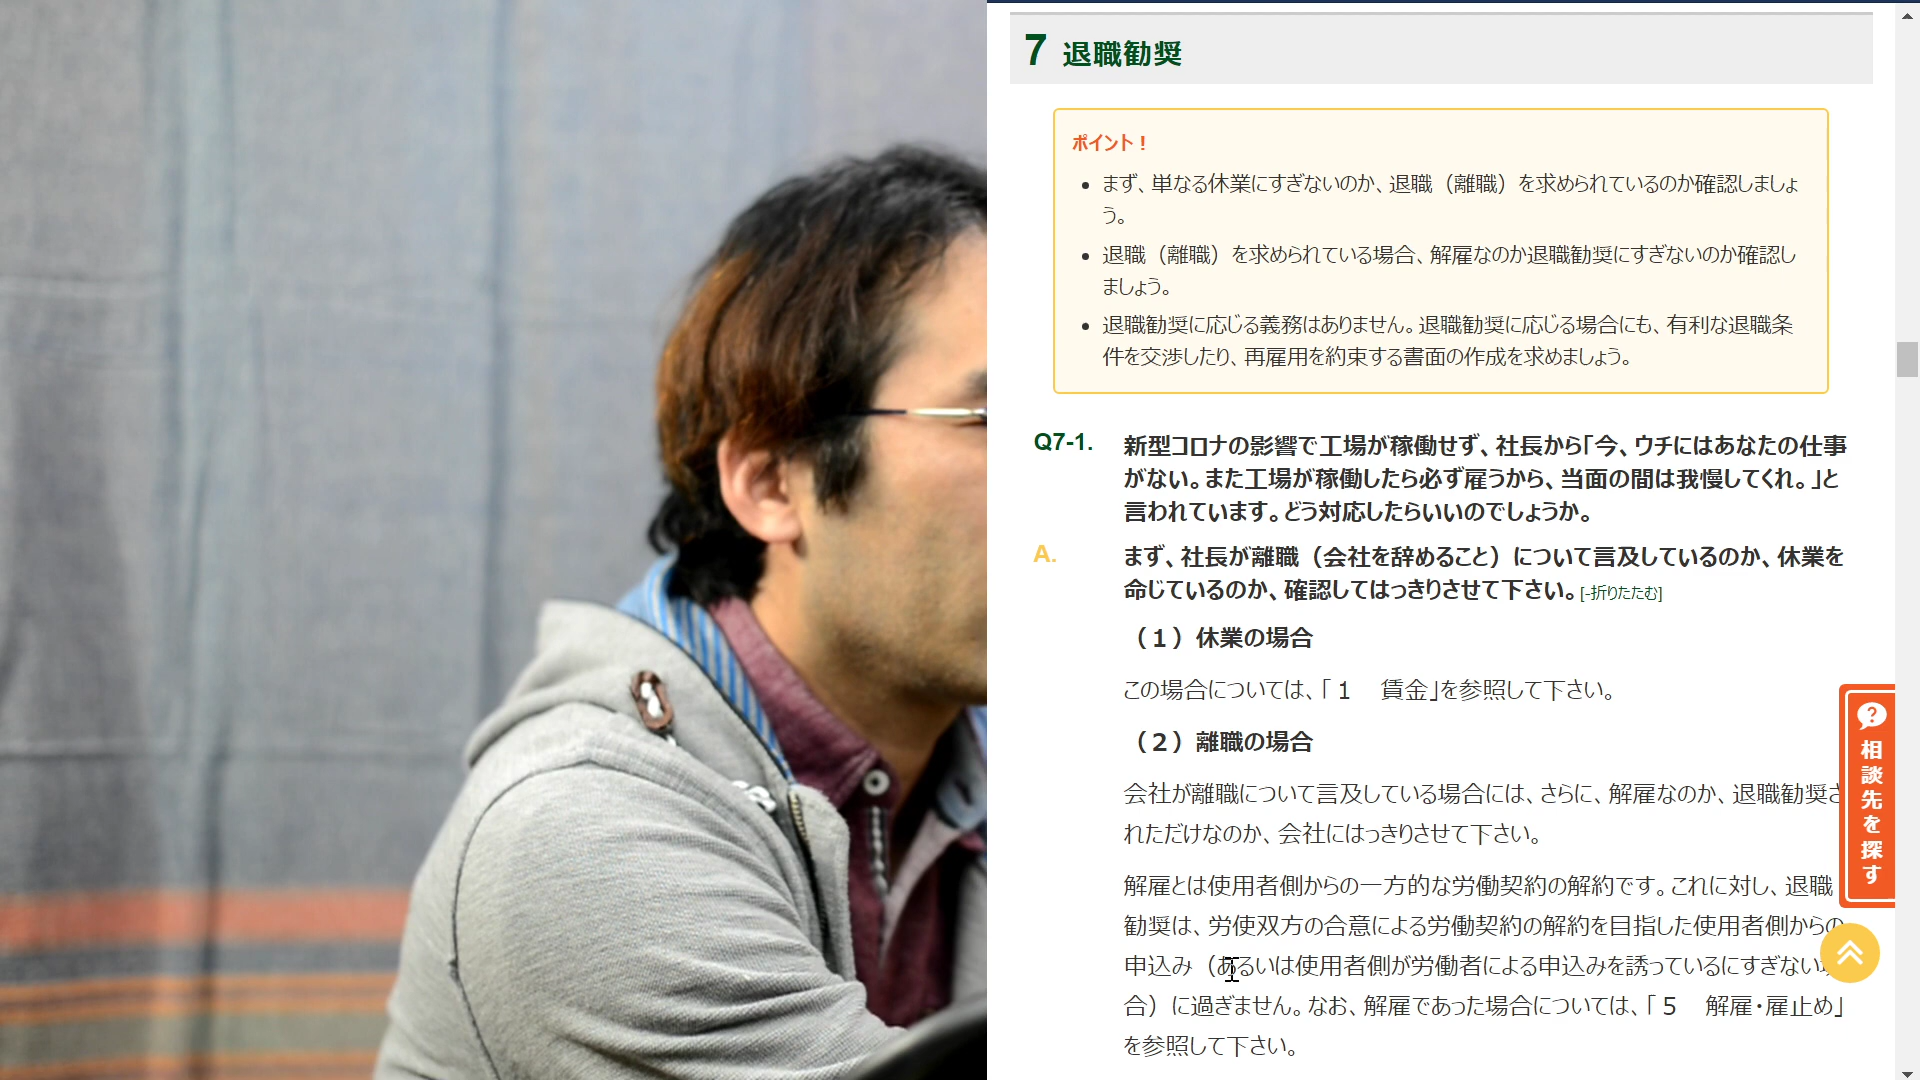 7 退職勧奨
ポイント！
まず、単なる休業にすぎないのか、退職（離職）を求められているのか確認しましょ
う。
退職（離職）を求められている場合、解雇なのか退職勧奨にすぎないのか確認し
ましょう。
退職勧奨に応じる義務はありません。退職勧奨に応じる場合にも、有利な退職条
件を交渉したり、再雇用を約束する書面の作成を求めましょう。
Q7-1. 新型コロナの影響で工場が稼働せず、社長から「今、ウチにはあなたの仕事
がない。また工場が稼働したら必ず雇うから、当面の間は我慢してくれ。」と
言われています。どう対応したらいいのでしょうか。
A. まず、社長が離職（会社を辞めること）について言及しているのか、休業を
命じているのか、確認してはっきりさせて下さい。[-折りたたむ]
（１）休業の場合
この場合については、「１　賃金」を参照して下さい。
（２）離職の場合
会社が離職について言及している場合には、さらに、解雇なのか、退職勧奨さ
れただけなのか、会社にはっきりさせて下さい。
解雇とは使用者側からの一方的な労働契約の解約です。これに対し、退職
勧奨は、労使双方の合意による労働契約の解約を目指した使用者側からの
申込み（あるいは使用者側が労働者による申込みを誘っているにすぎない場
合）に過ぎません。なお、解雇であった場合については、「５　解雇・雇止め」
を参照して下さい。
相談先を探す